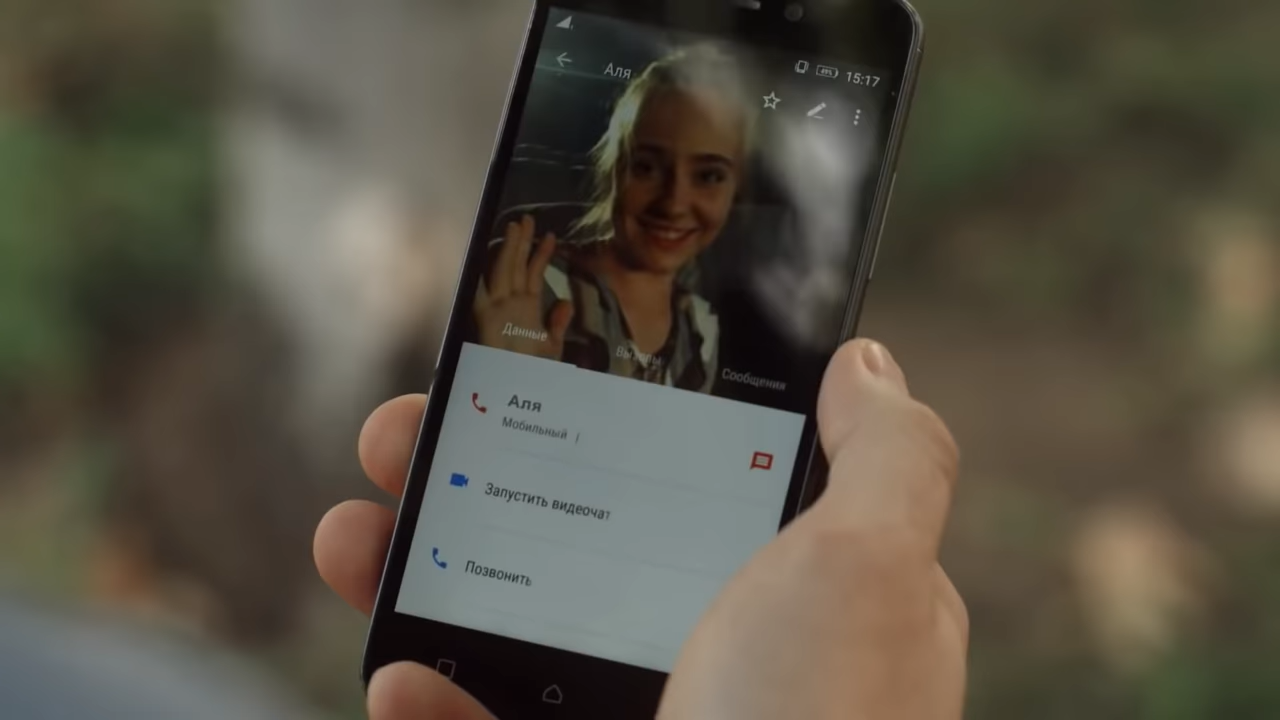 15:17
Аля
Данные
Вызовы
Сообщения
Аля
Мобильный
Запустить видеочат
Позвонить